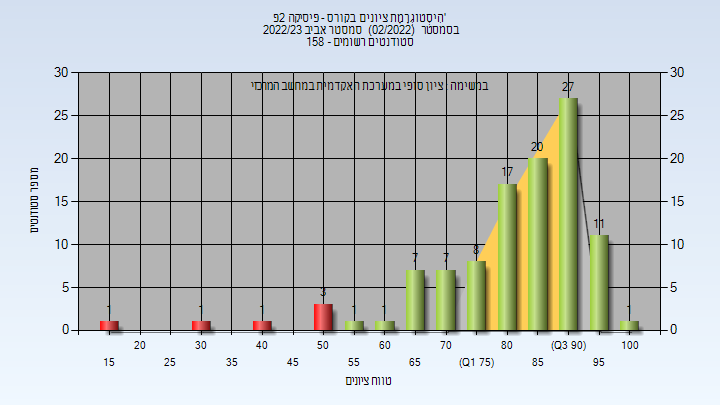 היסטוגרמת ציונים בקורס - פיסיקה 2פ'
בסמסטר (02/2022) סמסטר אביב 2022/23
סטודנטים רשומים - 158
במשימה : ציון סופי במערכת האקדמית במחשב המרכזי
מספר סטודנטים
30 30
25 25
20 20
15 15
10 10
5 5
0 0
1 1 1 3 1 1 7 7 8 17 20 27 11 1
20 30 40 50 60 70 80 (Q3 90) 100
15 25 35 45 55 65 (Q1 75) 85 95
טווח ציונים